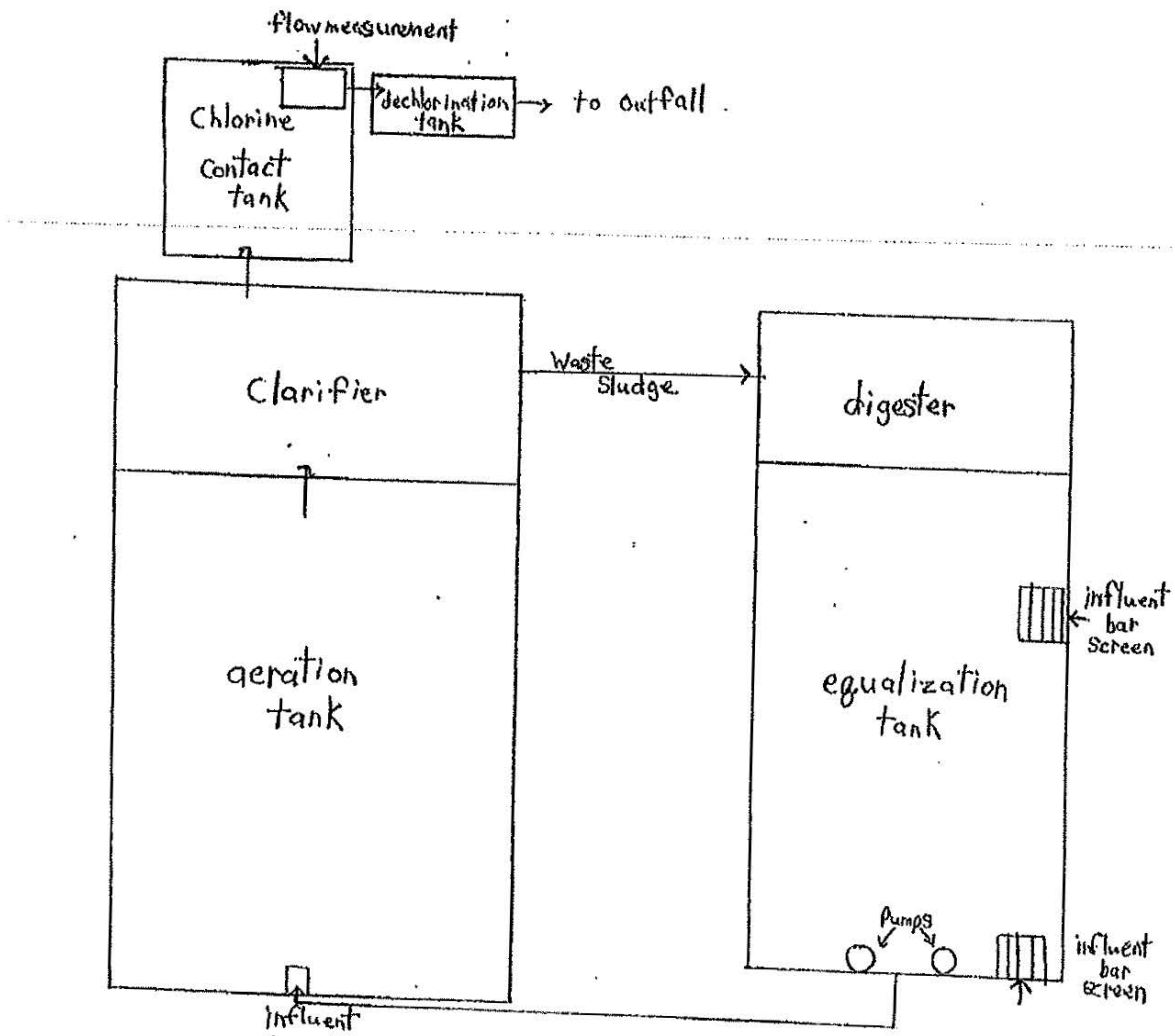 flow measurement
dechlorination
tank
to outfall
Chlorine
Contact
tank
Clarifier
Waste
Sludge
digester
influent
bar
Screen
aeration
tank
equalization
tank
Pumps
influent
bar
screen
influent